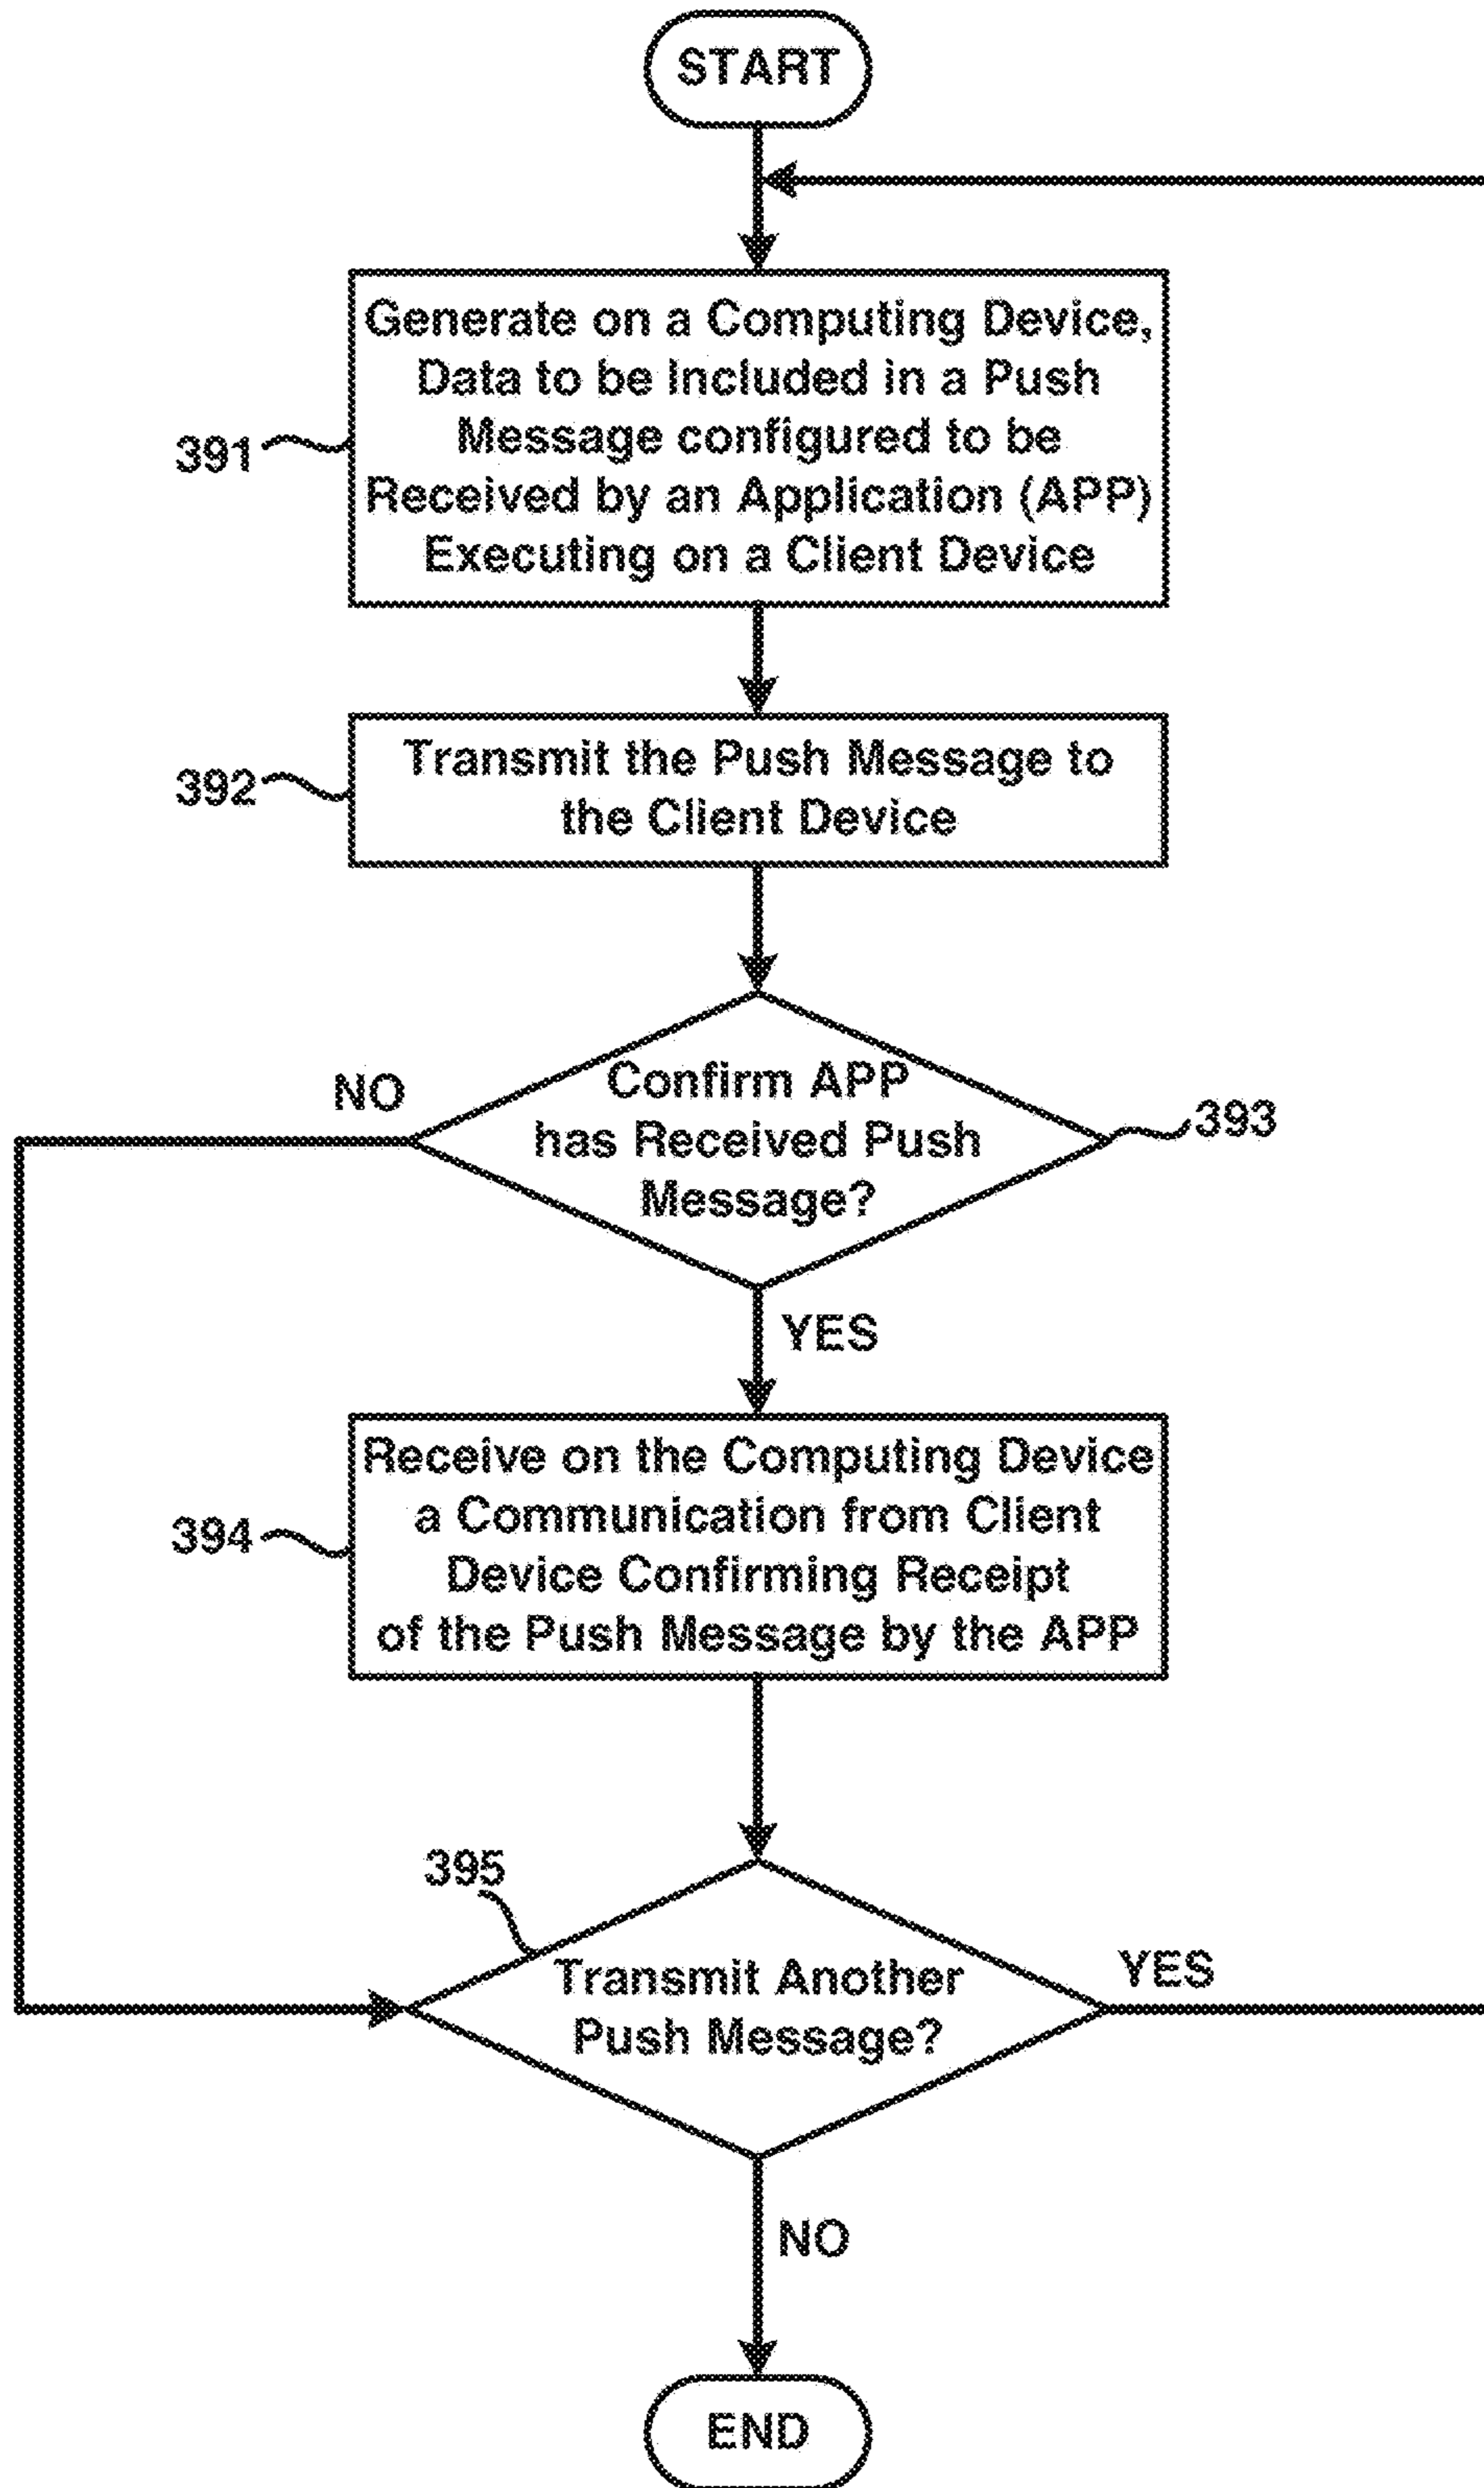 START
Generate on a Computing Device,
Data to be Included in a Push
Message configured to be
Received by an Application (APP)
Executing on a Client Device
391
Transmit the Push Message to
the Client Device
392
Confirm APP
has Received Push
Message?
NO
393
YES
Receive on the Computing Device
a Communication from Client
Device Confirming Receipt
of the Push Message by the APP
394
395
Transmit Another
Push Message?
YES
NO
END